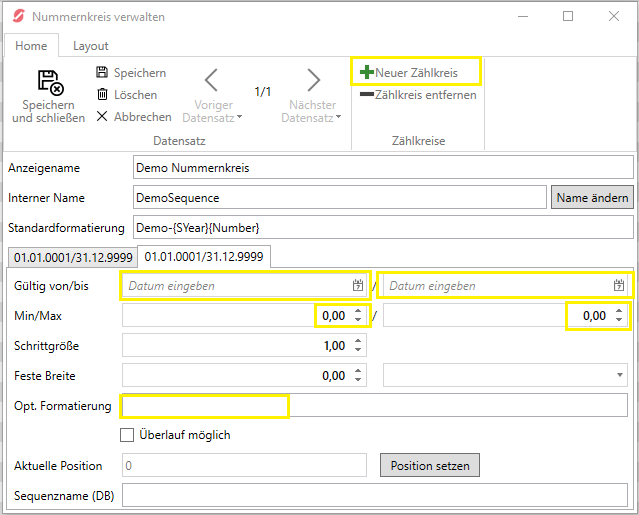 Nummernkreis verwalten
Home Layout
Speichern und schließen
Speichern
Löschen
Abbrechen
Voriger Datensatz
1/1
Nächster Datensatz
Datensatz
Neuer Zählkreis
Zählkreis entfernen
Zählkreise
Anzeigename Demo Nummernkreis
Interner Name DemoSequence Name ändern
Standardformatierung Demo-{SYear}{Number}
01.01.0001/31.12.9999 01.01.0001/31.12.9999
Gültig von/bis Datum eingeben / Datum eingeben
Min/Max 0,00 / 0,00
Schrittgröße 1,00
Feste Breite 0,00
Opt. Formatierung
Überlauf möglich
Aktuelle Position 0 Position setzen
Sequenzname (DB)